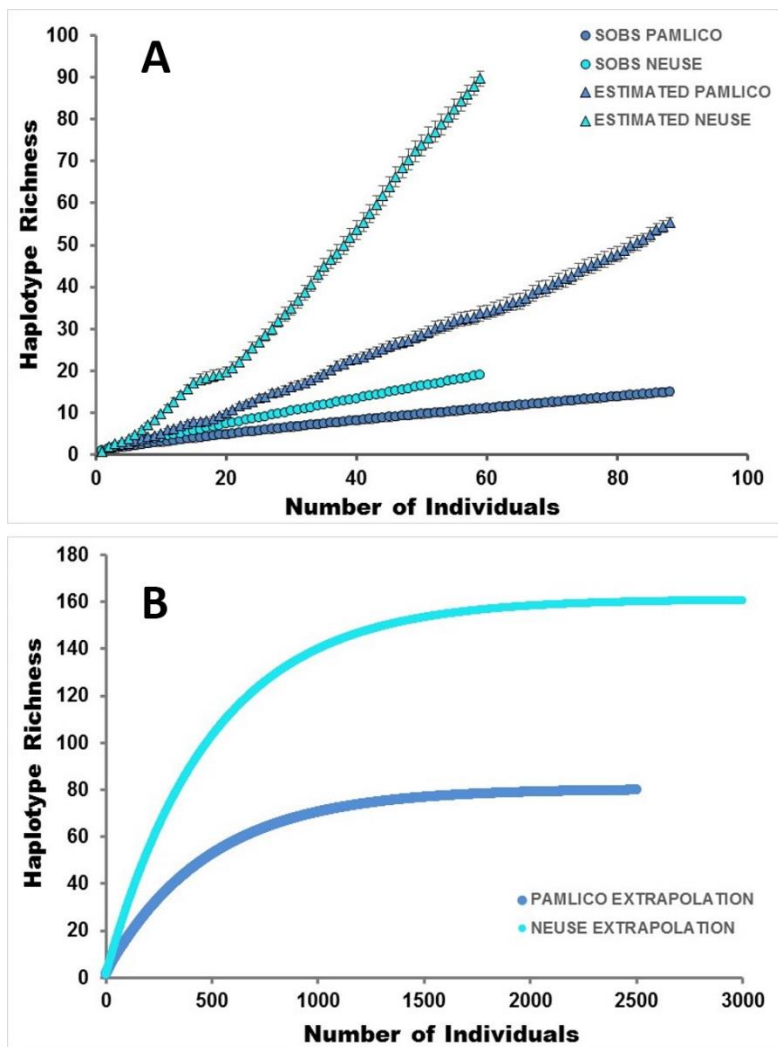 A
SOBS PAMLICO
SOBS NEUSE
ESTIMATED PAMLICO
ESTIMATED NEUSE
100
90
80
70
60
50
40
30
20
10
0
Haplotype Richness
0 20 40 60 80 100
Number of Individuals
B
180
160
140
120
100
80
60
40
20
0
Haplotype Richness
PAMLICO EXTRAPOLATION
NEUSE EXTRAPOLATION
0 500 1000 1500 2000 2500 3000
Number of Individuals